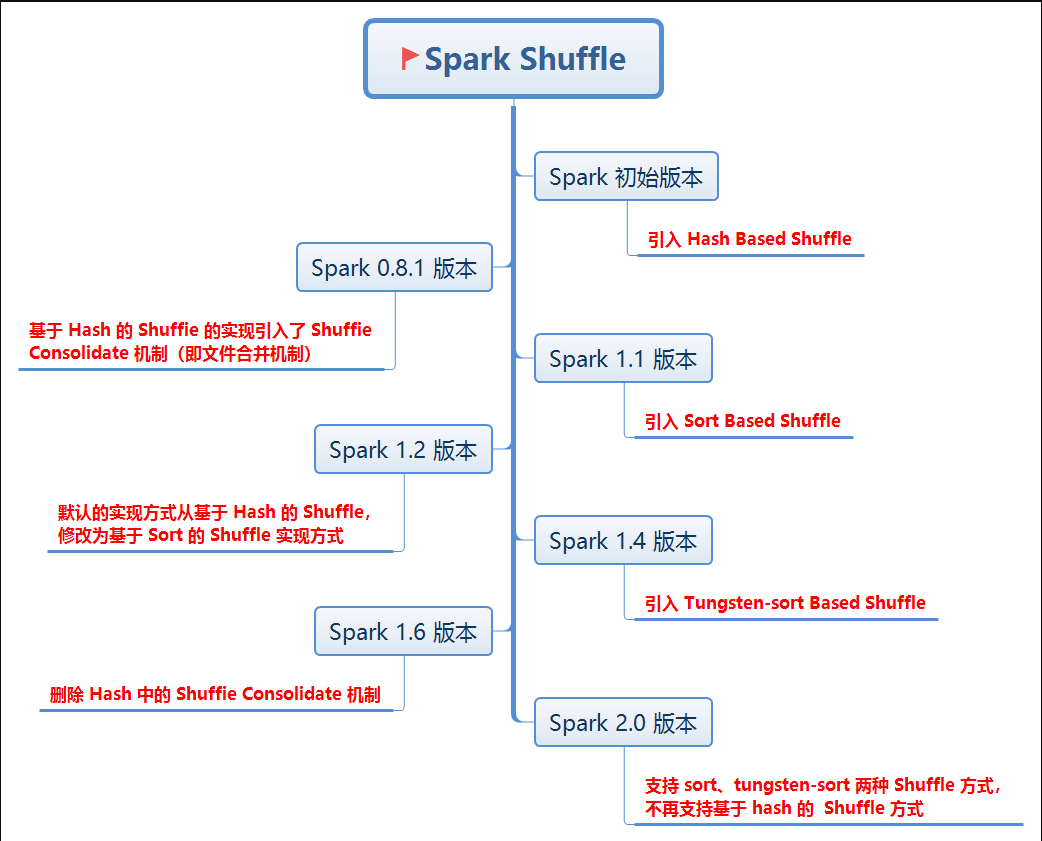 Spark Shuffle
Spark 初始版本
引入 Hash Based Shuffle
Spark 0.8.1 版本
基于 Hash 的 Shuffie 的实现引入了 Shuffie
Consolidate 机制（即文件合并机制）
Spark 1.1 版本
引入 Sort Based Shuffle
Spark 1.2 版本
默认的实现方式从基于 Hash 的 Shuffle，
修改为基于 Sort 的 Shuffle 实现方式
Spark 1.4 版本
引入 Tungsten-sort Based Shuffle
Spark 1.6 版本
删除 Hash 中的 Shuffie Consolidate 机制
Spark 2.0 版本
支持 sort、tungsten-sort 两种 Shuffle 方式，
不再支持基于 hash 的 Shuffle 方式